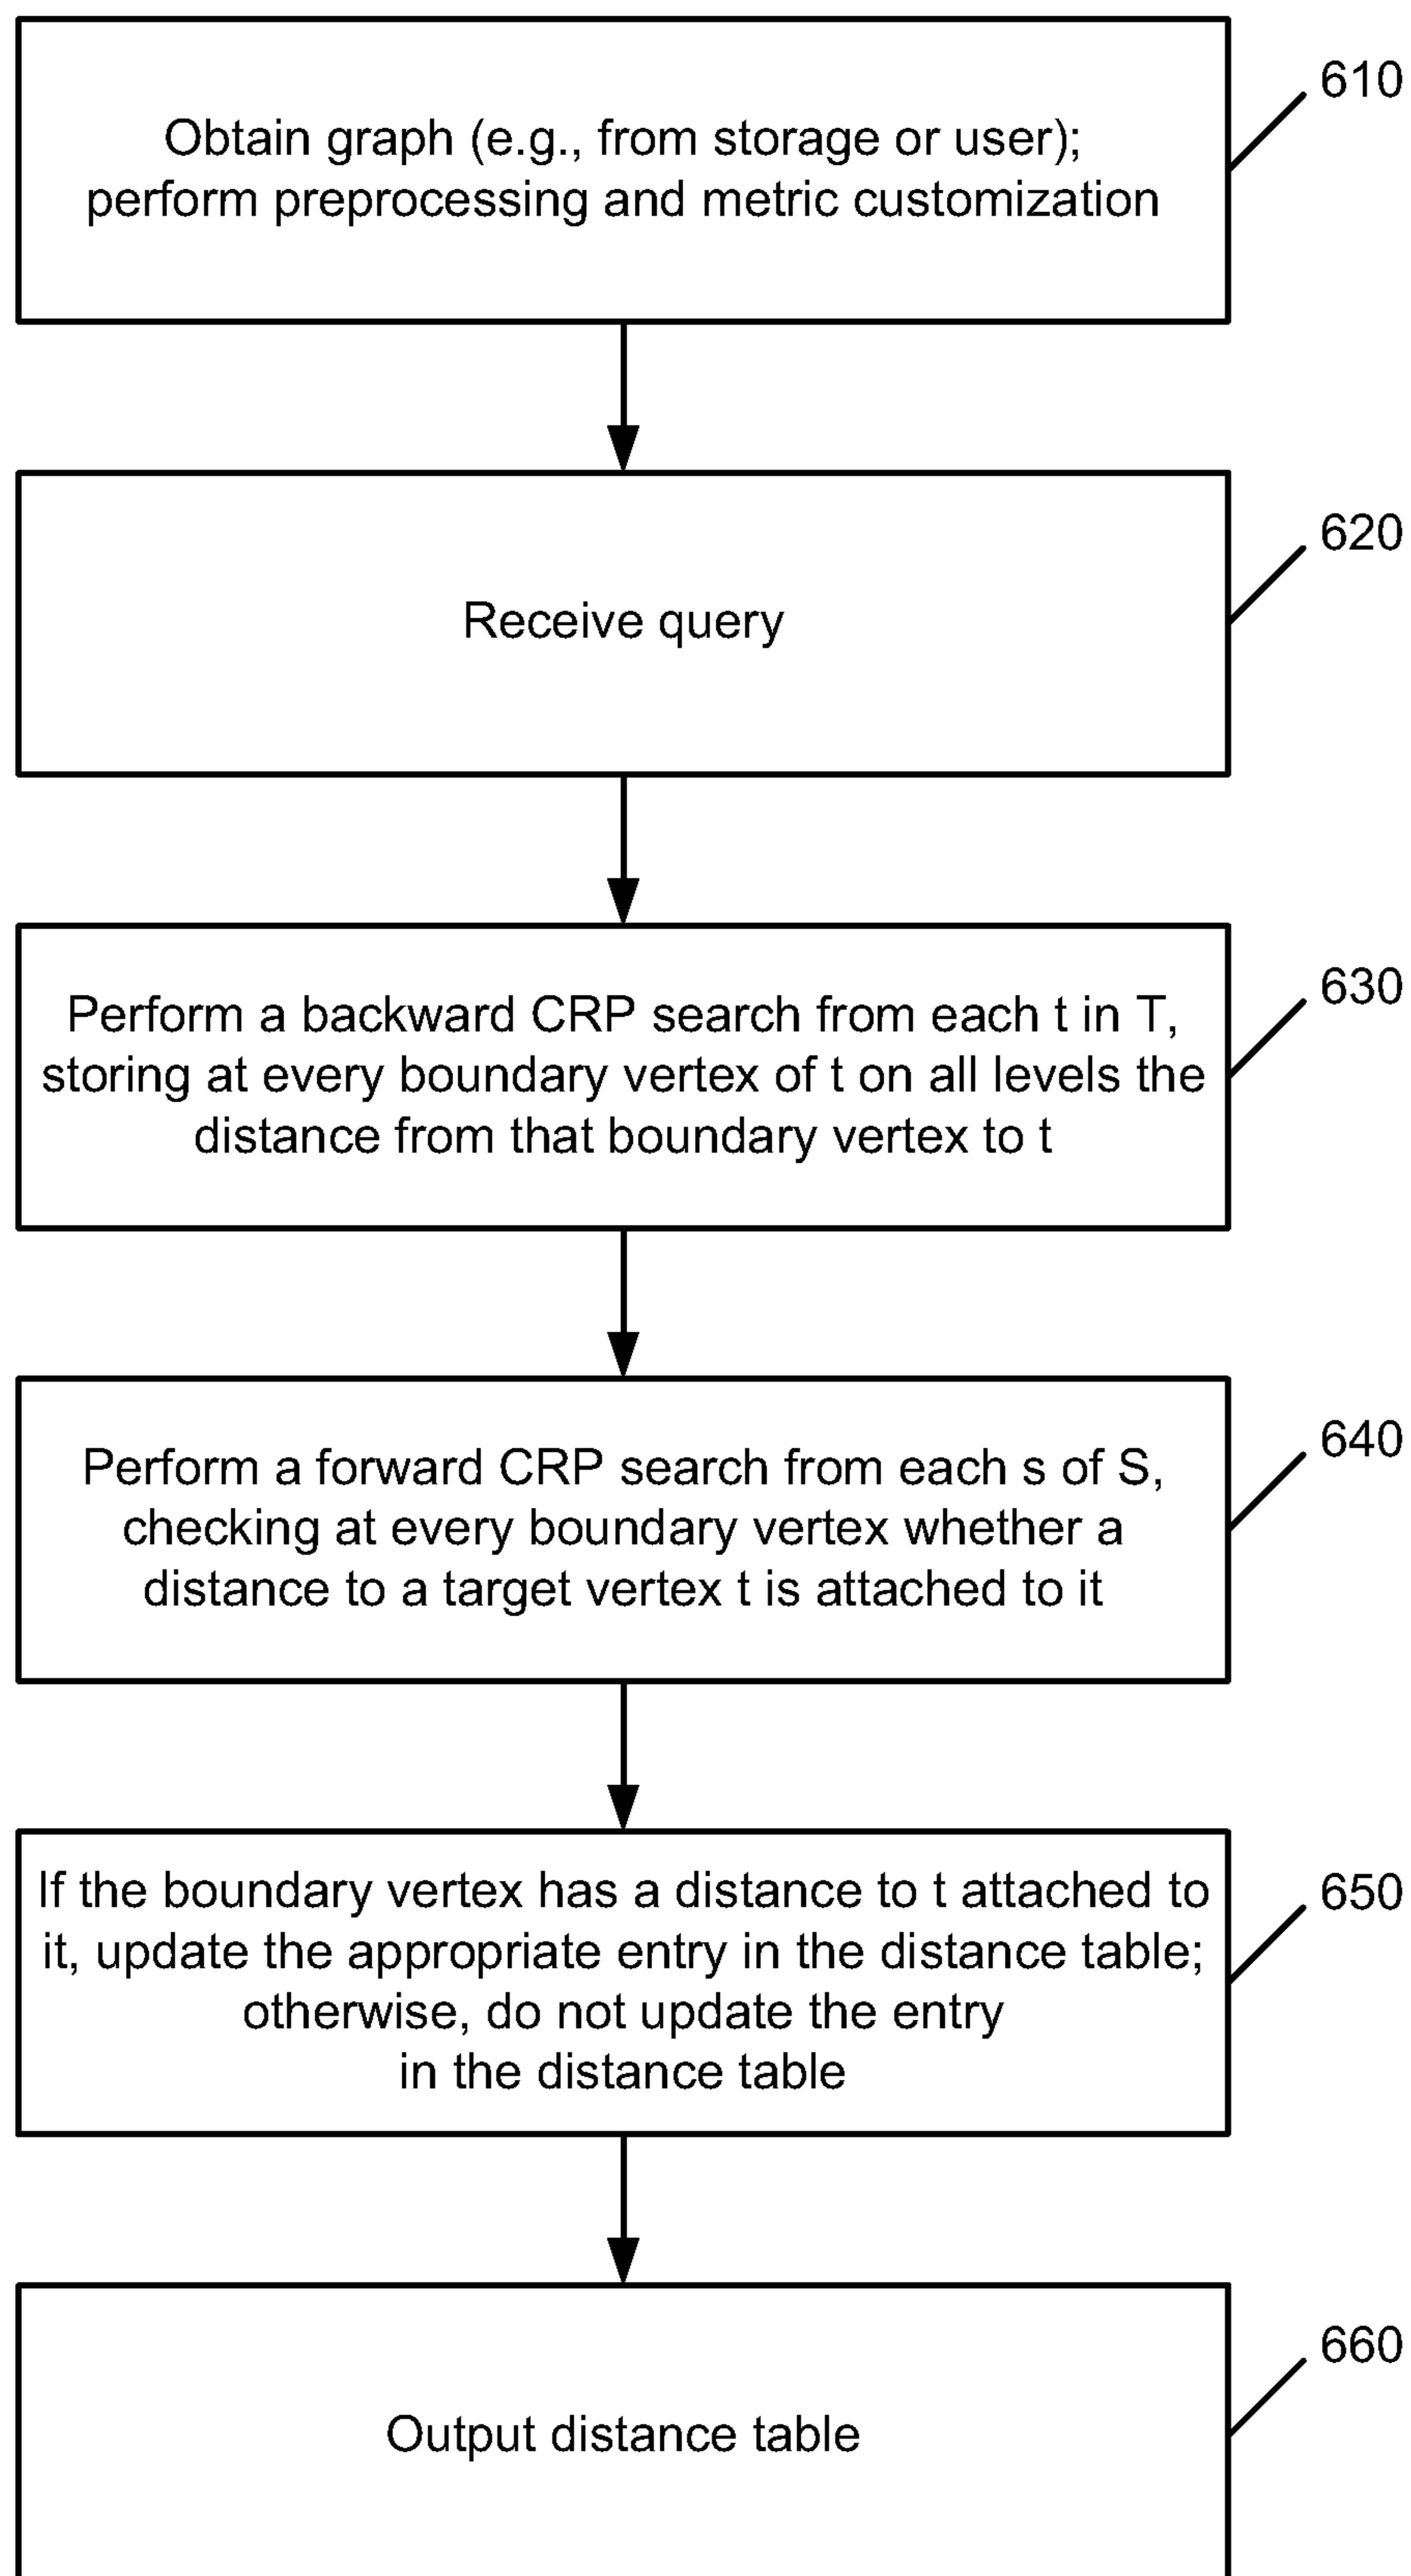 610
Obtain graph (e.g., from storage or user);
perform preprocessing and metric customization
620
Receive query
630
Perform a backward CRP search from each t in T,
storing at every boundary vertex of t on all levels the
distance from that boundary vertex to t
640
Perform a forward CRP search from each s of S,
checking at every boundary vertex whether a
distance to a target vertex t is attached to it
650
If the boundary vertex has a distance to t attached to
it, update the appropriate entry in the distance table;
otherwise, do not update the entry
in the distance table
660
Output distance table